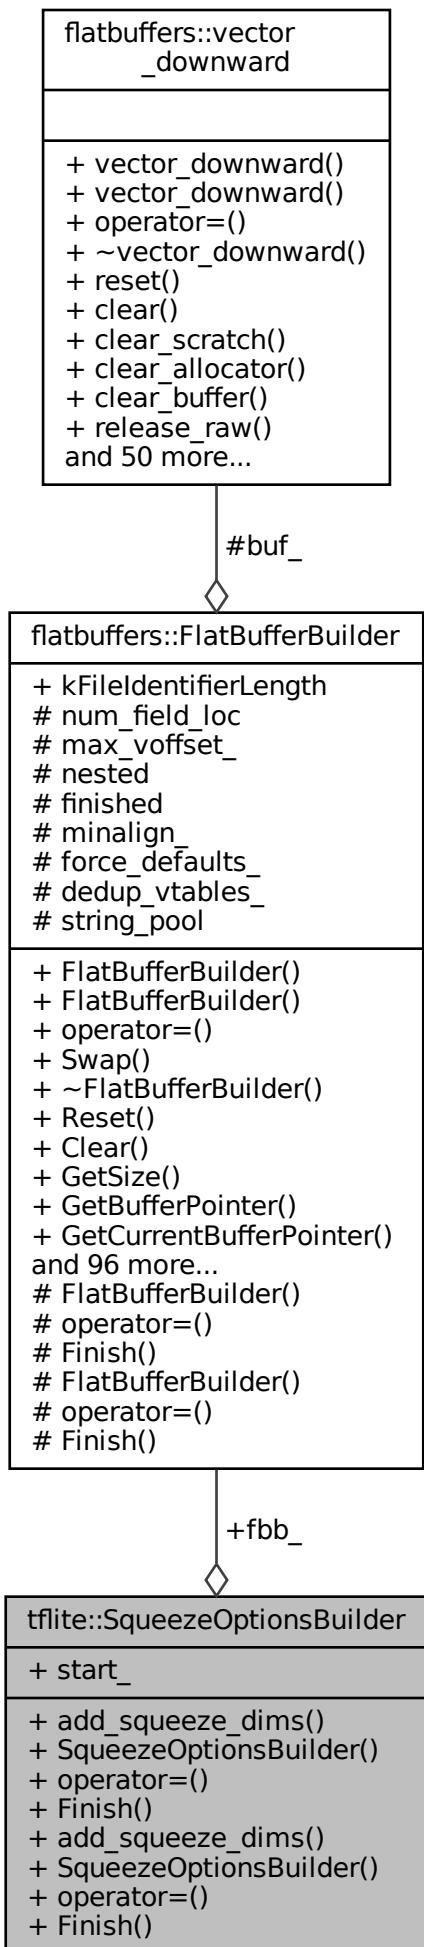 flatbuffers::vector
_downward
+ vector_downward()
+ vector_downward()
+ operator=()
+ ~vector_downward()
+ reset()
+ clear()
+ clear_scratch()
+ clear_allocator()
+ clear_buffer()
+ release_raw()
and 50 more...
#buf_
flatbuffers::FlatBufferBuilder
+ kFileIdentifierLength
# num_field_loc
# max_voffset_
# nested
# finished
# minalign_
# force_defaults_
# dedup_vtables_
# string_pool
+ FlatBufferBuilder()
+ FlatBufferBuilder()
+ operator=()
+ Swap()
+ ~FlatBufferBuilder()
+ Reset()
+ Clear()
+ GetSize()
+ GetBufferPointer()
+ GetCurrentBufferPointer()
and 96 more...
# FlatBufferBuilder()
# operator=()
# Finish()
# FlatBufferBuilder()
# operator=()
# Finish()
+fbb_
tflite::SqueezeOptionsBuilder
+ start_
+ add_squeeze_dims()
+ SqueezeOptionsBuilder()
+ operator=()
+ Finish()
+ add_squeeze_dims()
+ SqueezeOptionsBuilder()
+ operator=()
+ Finish()